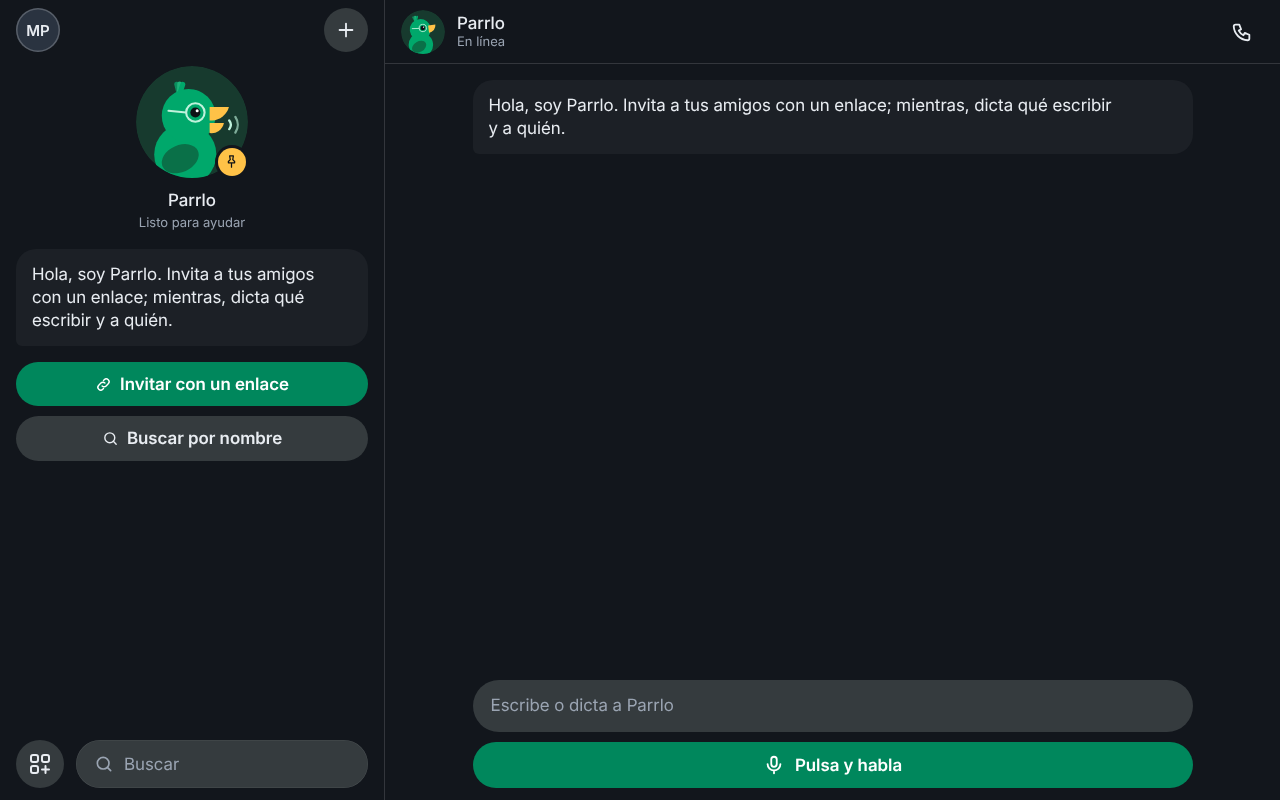 MP
Parrlo
Listo para ayudar
Hola, soy Parrlo. Invita a tus amigos
con un enlace; mientras, dicta qué
escribir y a quién.
Invitar con un enlace
Buscar por nombre
Buscar
Parrlo
En línea
Hola, soy Parrlo. Invita a tus amigos con un enlace; mientras, dicta qué escribir
y a quién.
Escribe o dicta a Parrlo
Pulsa y habla